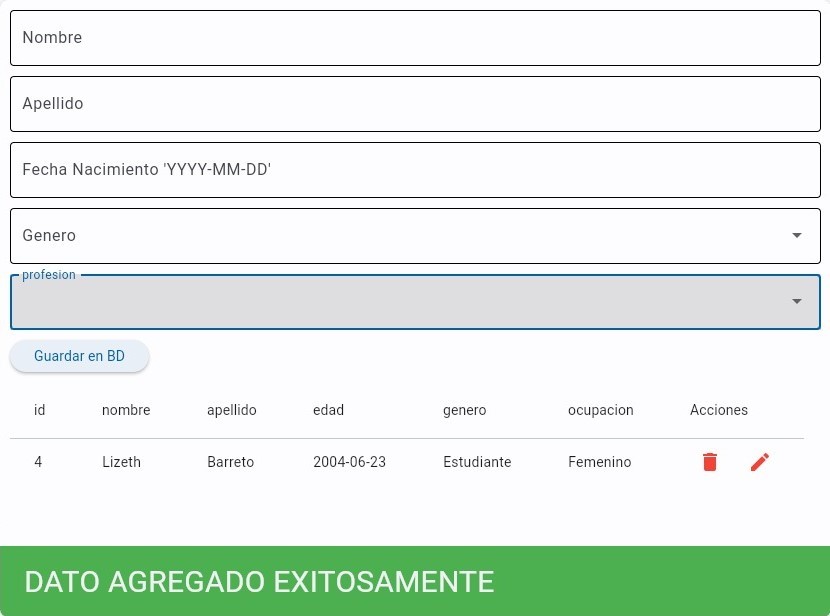 Nombre
Apellido
Fecha Nacimiento 'YYYY-MM-DD'
Genero
profesion
Guardar en BD
id nombre apellido edad genero ocupacion Acciones
4 Lizeth Barreto 2004-06-23 Estudiante Femenino
DATO AGREGADO EXITOSAMENTE